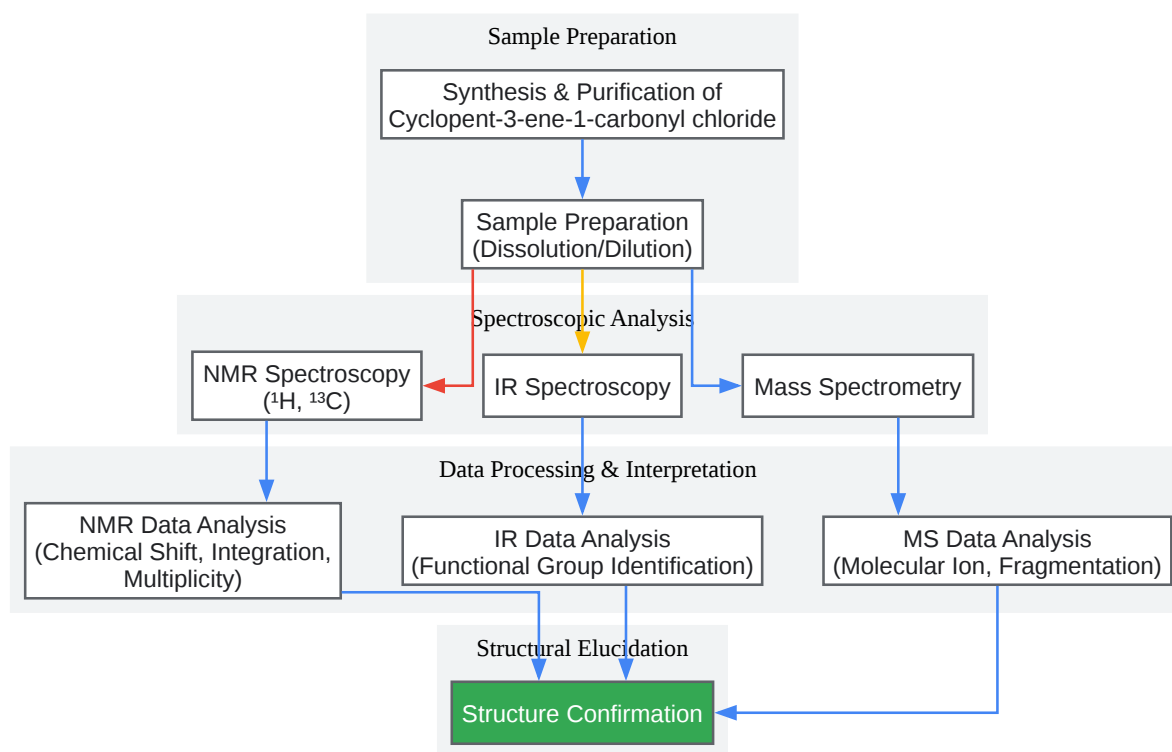 Sample Preparation
Synthesis & Purification of
Cyclopent-3-ene-1-carbonyl chloride
Sample Preparation
(Dissolution/Dilution)
Spectroscopic Analysis
NMR Spectroscopy
(¹H, ¹³C)
IR Spectroscopy
Mass Spectrometry
Data Processing & Interpretation
NMR Data Analysis
(Chemical Shift, Integration,
Multiplicity)
IR Data Analysis
(Functional Group Identification)
MS Data Analysis
(Molecular Ion, Fragmentation)
Structural Elucidation
Structure Confirmation